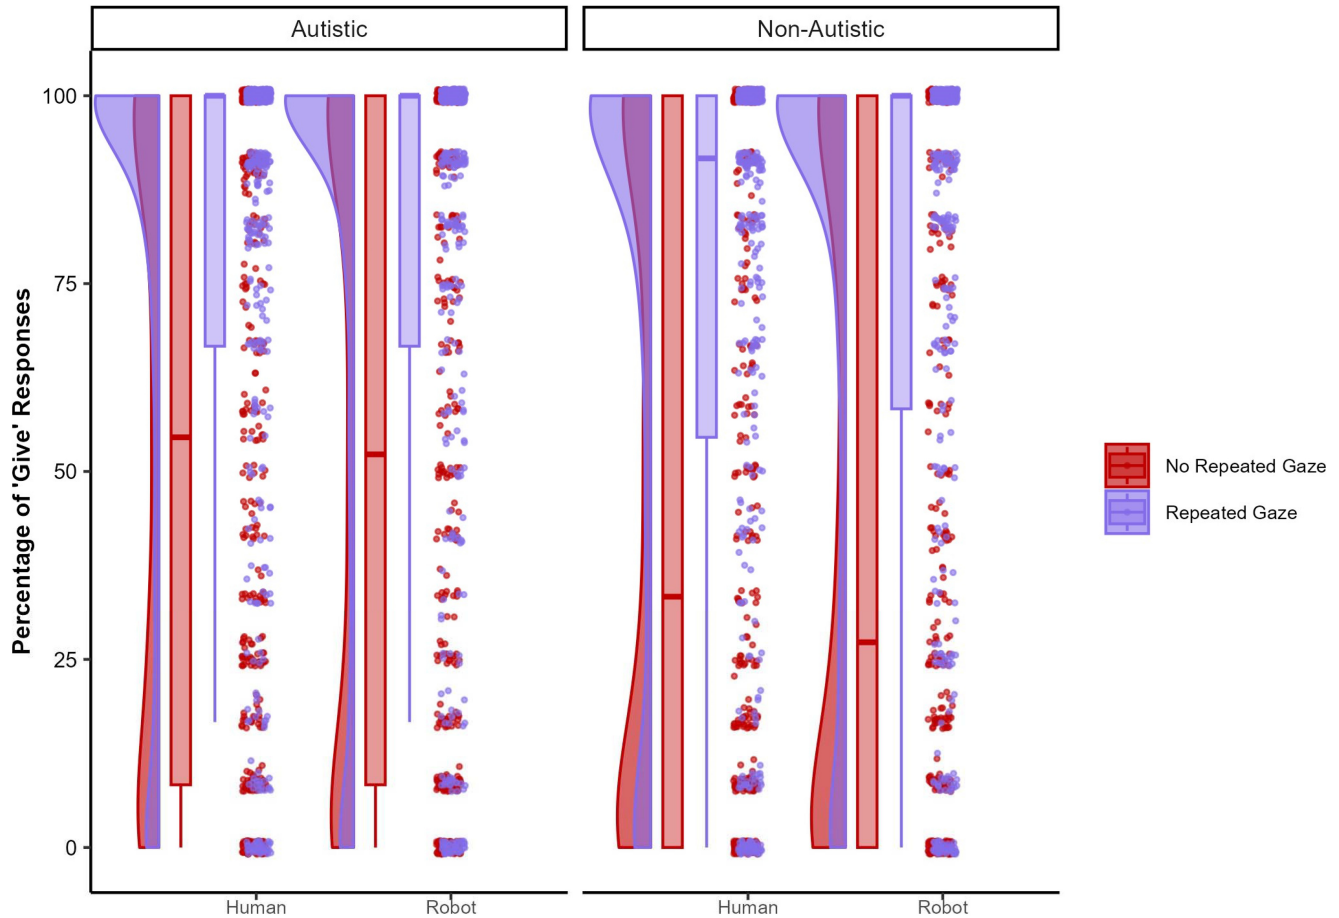 Autistic
Non-Autistic
Percentage of 'Give' Responses
100
75
50
25
0
Human
Robot
Human
Robot
No Repeated Gaze
Repeated Gaze